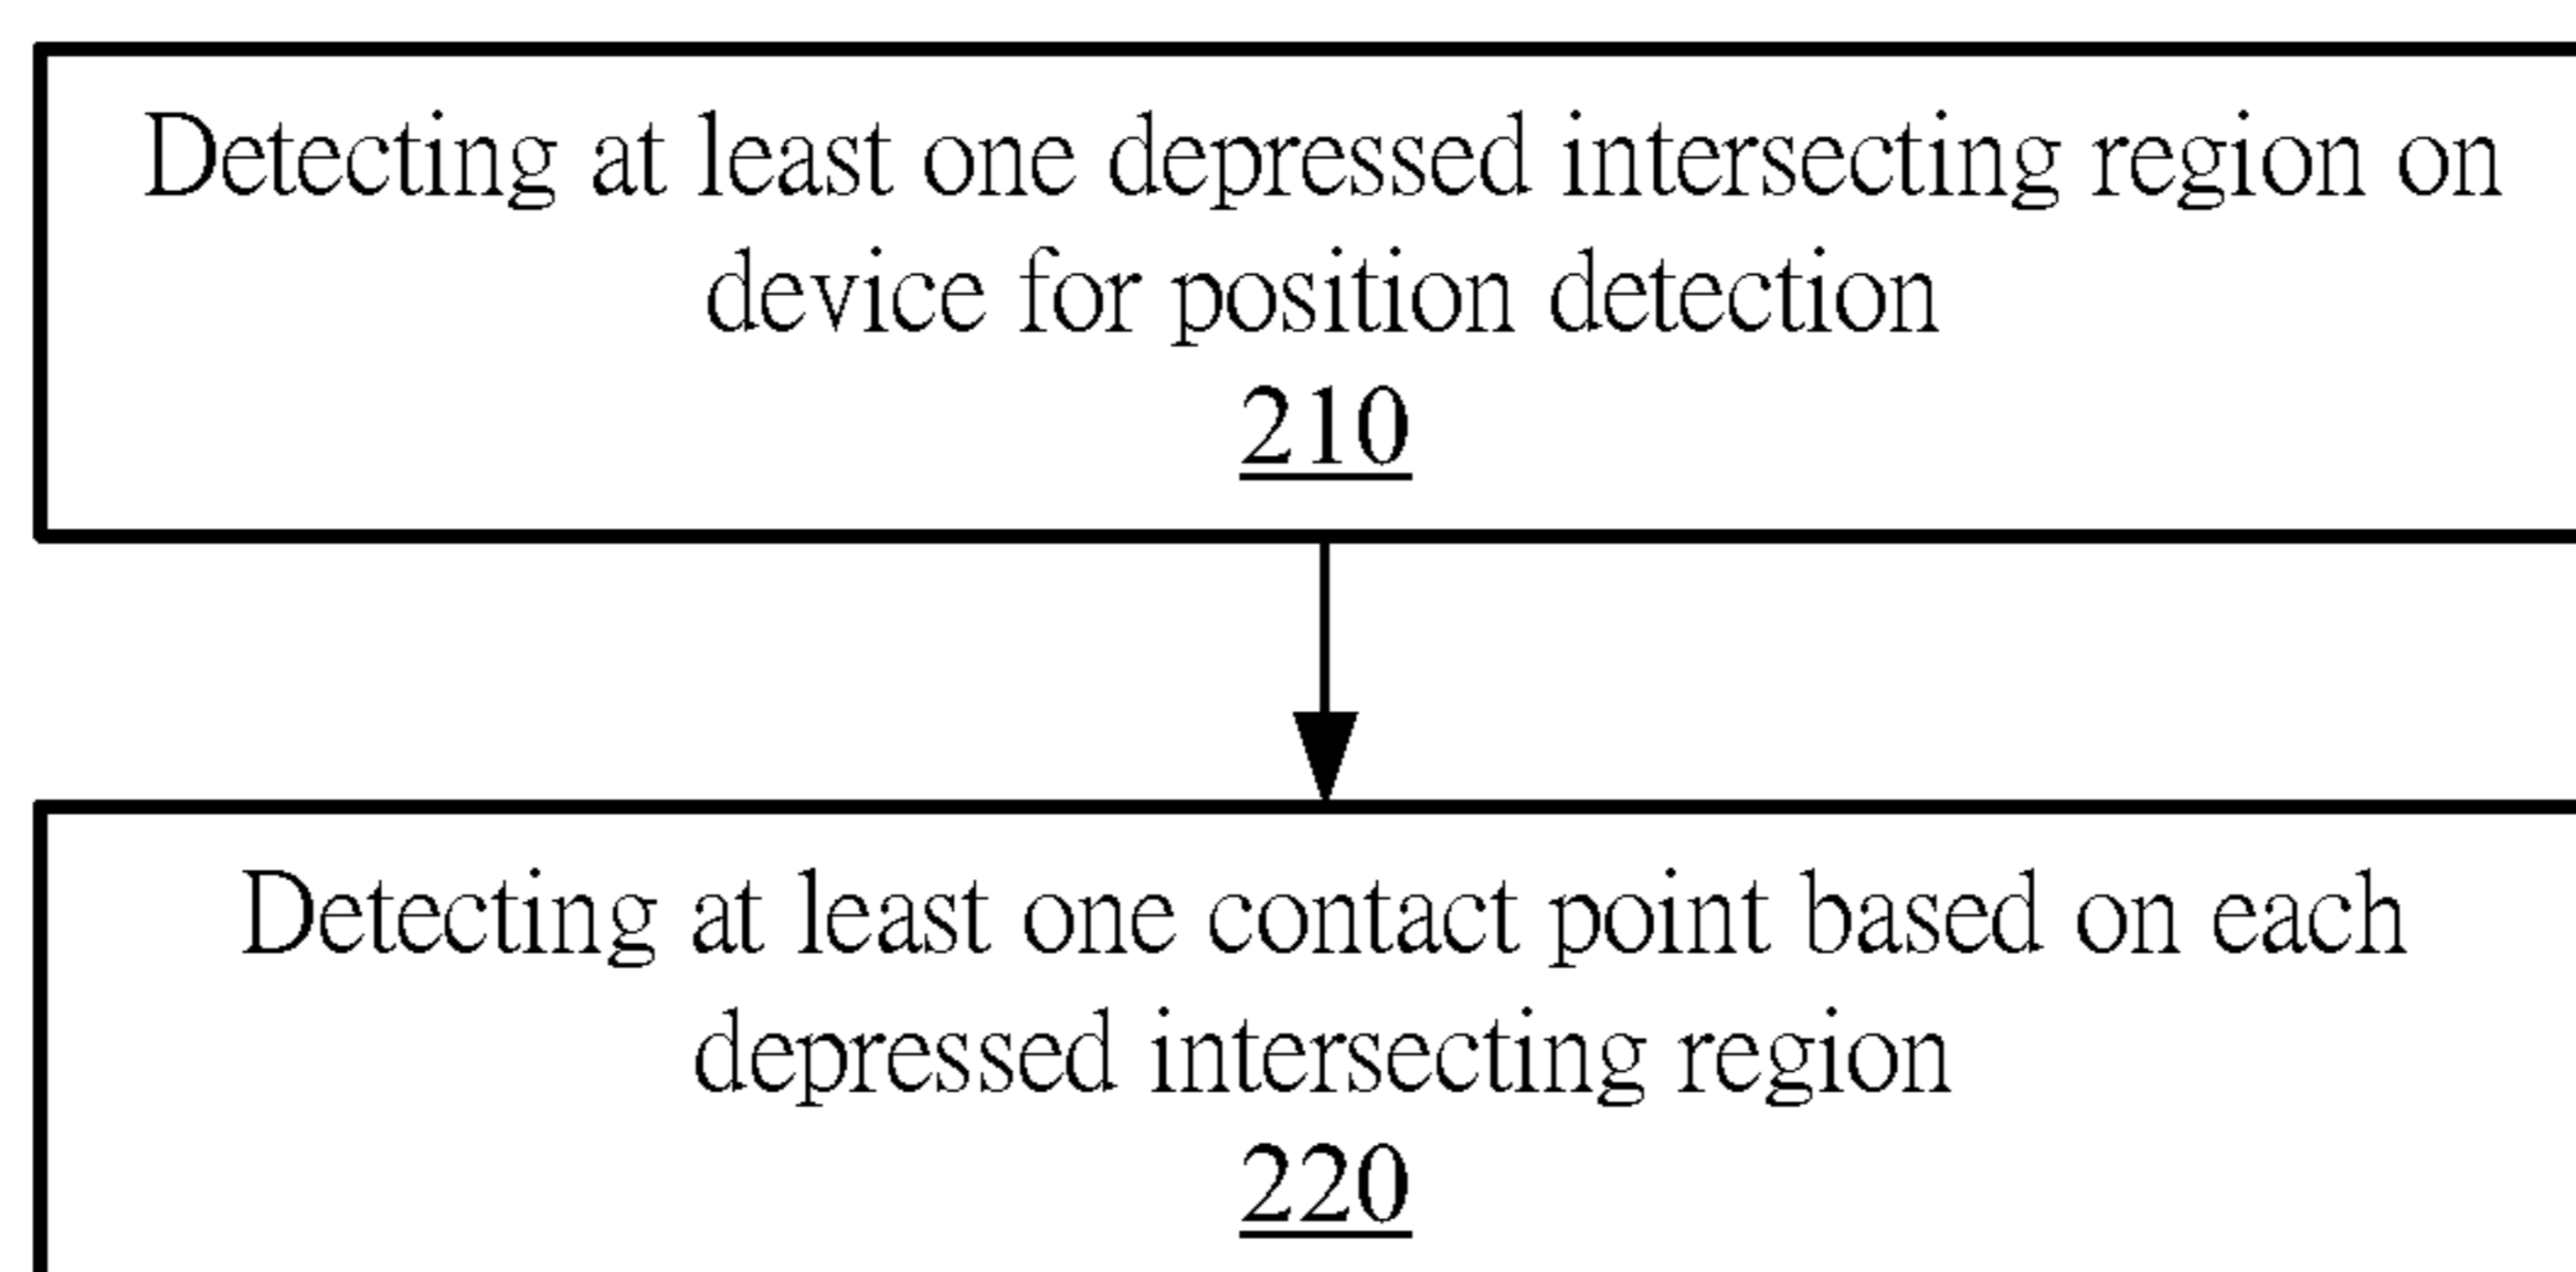 Detecting at least one depressed intersecting region on
device for position detection
210
Detecting at least one contact point based on each
depressed intersecting region
220